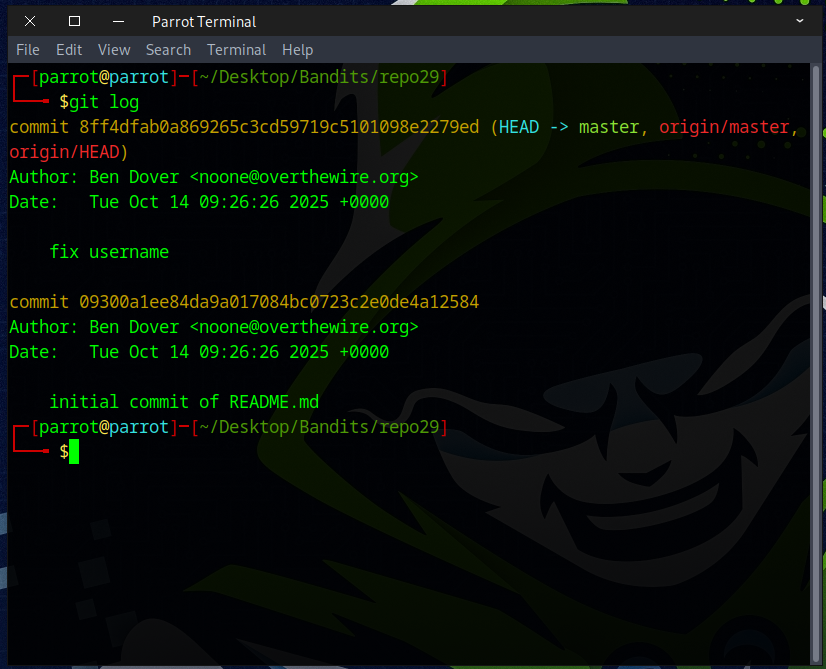 Parrot Terminal
File Edit View Search Terminal Help
┌─[parrot@parrot]─[~/Desktop/Bandits/repo29]
└──╼ $git log
commit 8ff4dfab0a869265c3cd59719c5101098e2279ed (HEAD -> master, origin/master,
origin/HEAD)
Author: Ben Dover <noone@overthewire.org>
Date:   Tue Oct 14 09:26:26 2025 +0000
    fix username
commit 09300a1ee84da9a017084bc0723c2e0de4a12584
Author: Ben Dover <noone@overthewire.org>
Date:   Tue Oct 14 09:26:26 2025 +0000
    initial commit of README.md
┌─[parrot@parrot]─[~/Desktop/Bandits/repo29]
└──╼ $